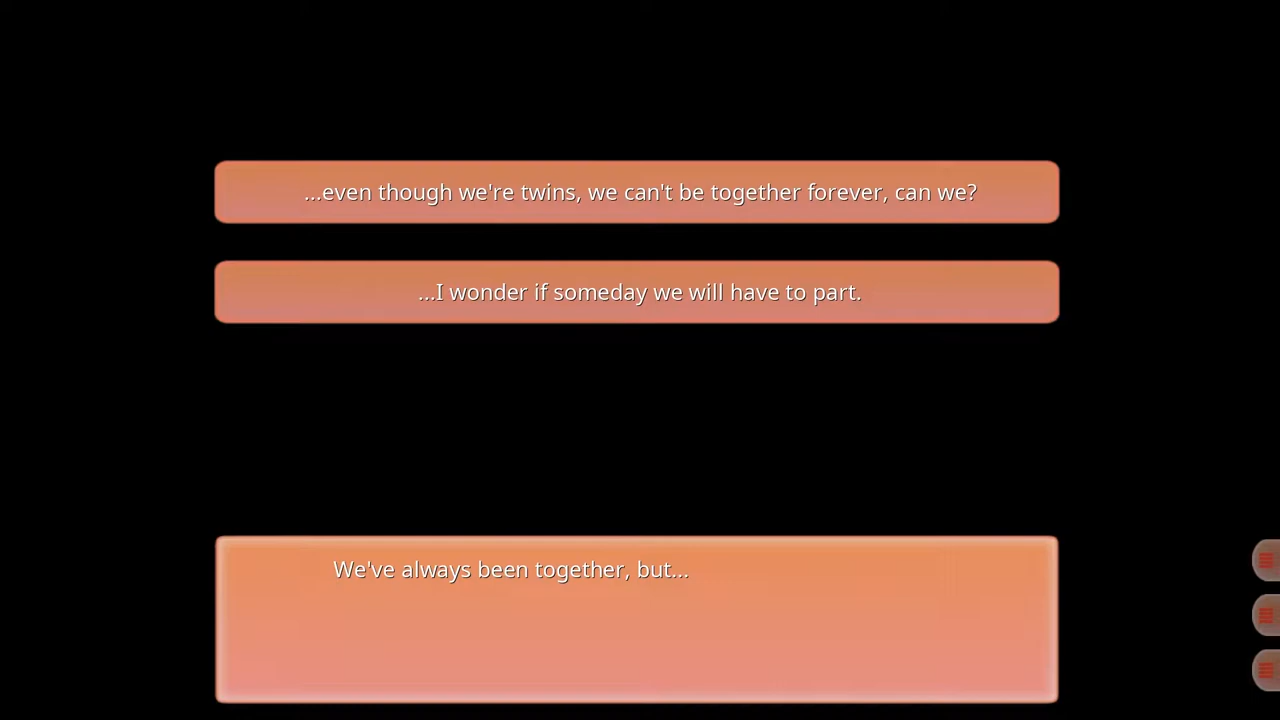 ...even though we're twins, we can't be together forever, can we?
...I wonder if someday we will have to part.
We've always been together, but...